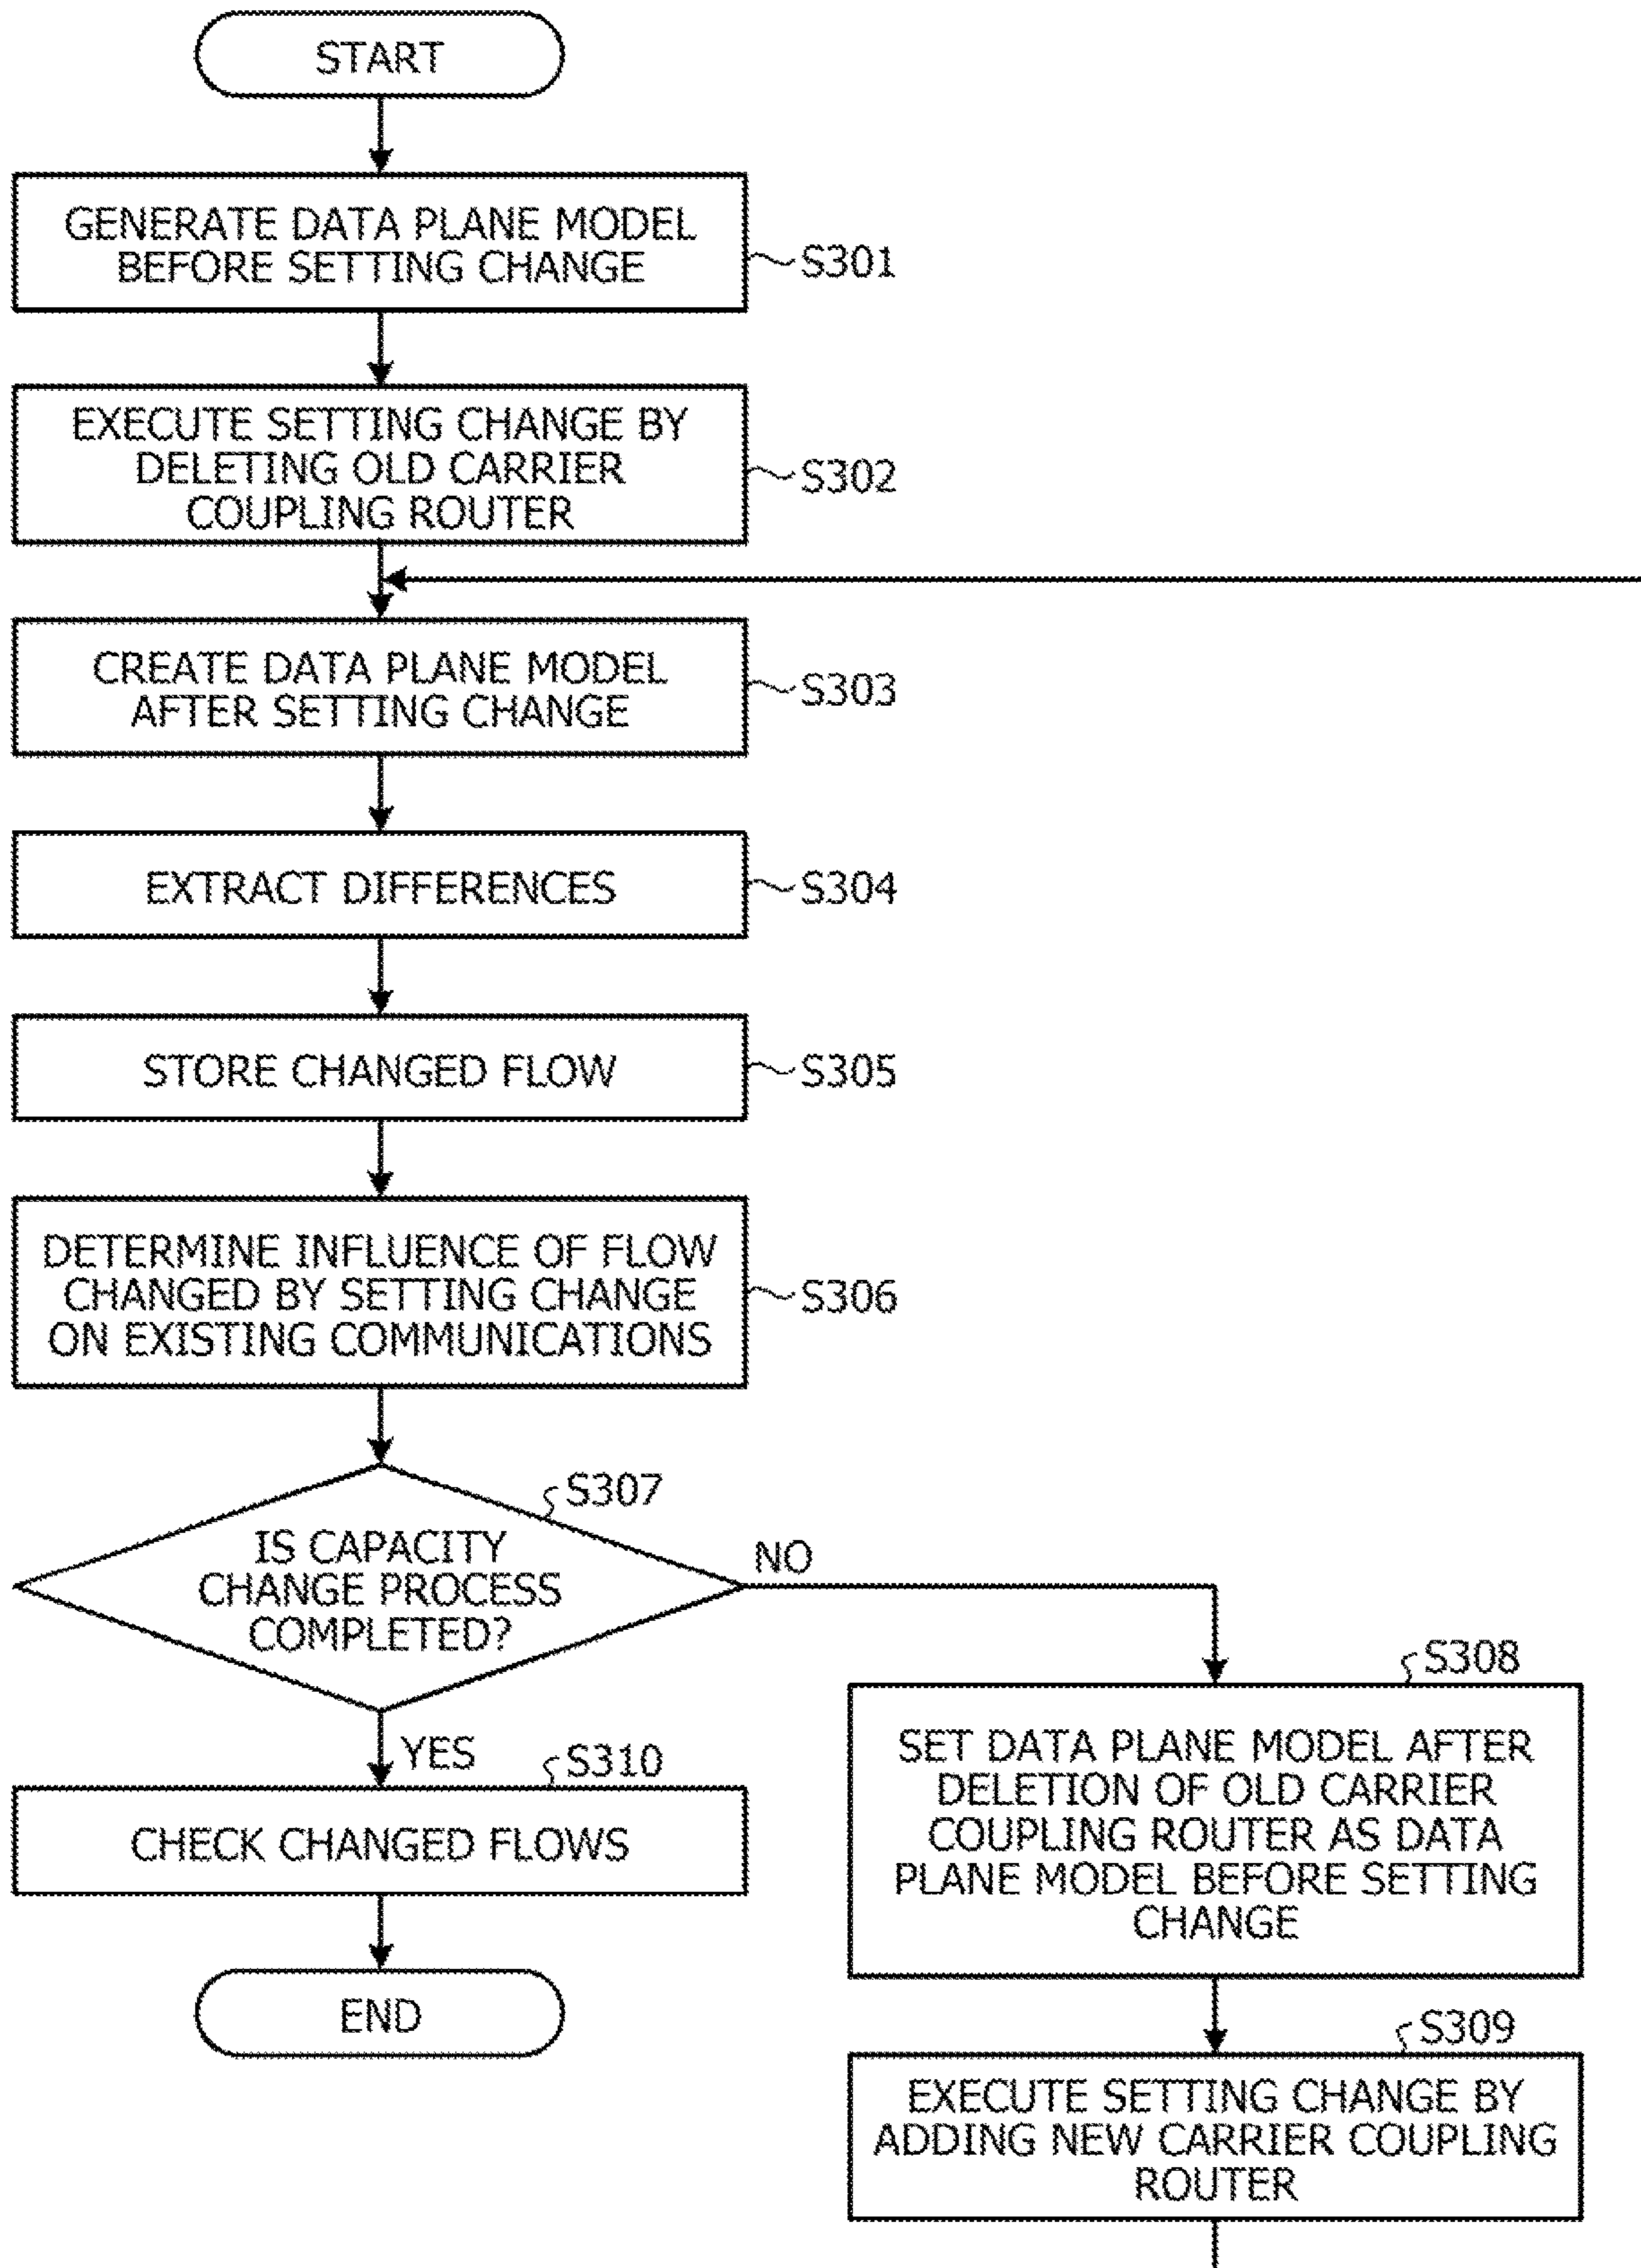 START
GENERATE DATA PLANE MODEL
BEFORE SETTING CHANGE
S301
EXECUTE SETTING CHANGE BY
DELETING OLD CARRIER
COUPLING ROUTER
S302
CREATE DATA PLANE MODEL
AFTER SETTING CHANGE
S303
EXTRACT DIFFERENCES
S304
STORE CHANGED FLOW
S305
DETERMINE INFLUENCE OF FLOW
CHANGED BY SETTING CHANGE
ON EXISTING COMMUNICATIONS
S306
S307
IS CAPACITY
CHANGE PROCESS
COMPLETED?
NO
YES
S308
SET DATA PLANE MODEL AFTER
DELETION OF OLD CARRIER
COUPLING ROUTER AS DATA
PLANE MODEL BEFORE SETTING
CHANGE
S310
CHECK CHANGED FLOWS
END
S309
EXECUTE SETTING CHANGE BY
ADDING NEW CARRIER COUPLING
ROUTER